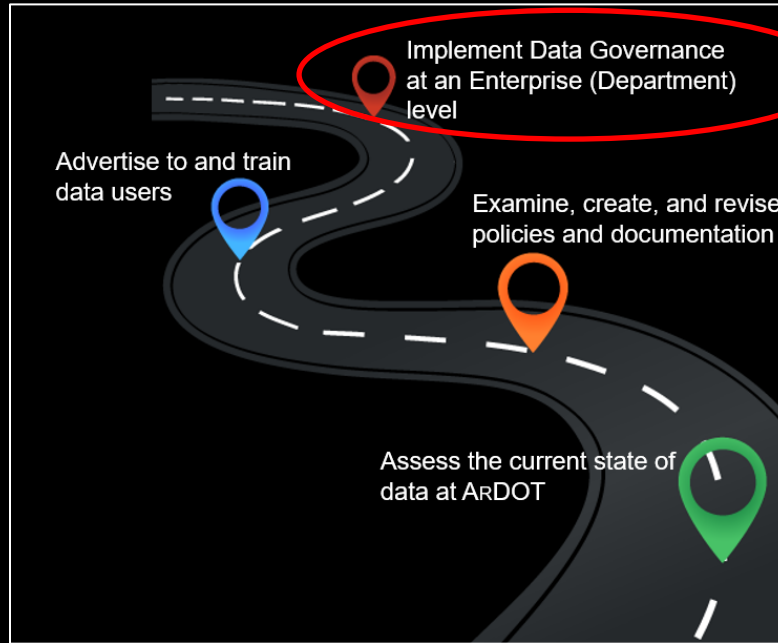 Implement Data Governance
at an Enterprise (Department)
level
Advertise to and train
data users
Examine, create, and revise
policies and documentation
Assess the current state of
data at ARDOT